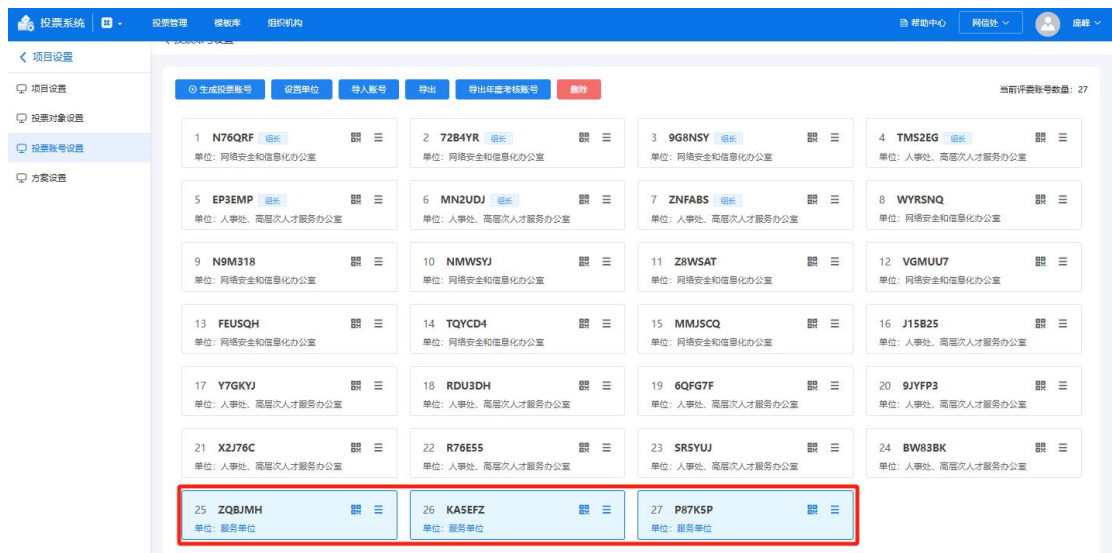 投票系统 投票管理 模板库 组织机构 帮助中心 网信处 庞峰
项目设置
项目设置
投票对象设置
投票账号设置
方案设置
生成投票账号 设置单位 导入账号 导出 导出年度考核账号 删除 当前评委账号数量：27
1 N76QRF 组长
单位：网络安全和信息化办公室
2 72B4YR 组长
单位：网络安全和信息化办公室
3 9G8NSY 组长
单位：网络安全和信息化办公室
4 TMS2EG 组长
单位：人事处、高层次人才服务办公室
5 EP3EMP 组长
单位：人事处、高层次人才服务办公室
6 MN2UDJ 组长
单位：人事处、高层次人才服务办公室
7 ZNFABS 组长
单位：人事处、高层次人才服务办公室
8 WYRSNQ
单位：网络安全和信息化办公室
9 N9M318
单位：网络安全和信息化办公室
10 NMWSYJ
单位：网络安全和信息化办公室
11 Z8WSAT
单位：网络安全和信息化办公室
12 VGMUU7
单位：网络安全和信息化办公室
13 FEUSQH
单位：网络安全和信息化办公室
14 TQYCD4
单位：网络安全和信息化办公室
15 MMJSCQ
单位：网络安全和信息化办公室
16 J15B25
单位：人事处、高层次人才服务办公室
17 Y7GKYJ
单位：人事处、高层次人才服务办公室
18 RDU3DH
单位：人事处、高层次人才服务办公室
19 6QFG7F
单位：人事处、高层次人才服务办公室
20 9JYFP3
单位：人事处、高层次人才服务办公室
21 X2J76C
单位：人事处、高层次人才服务办公室
22 R76E55
单位：人事处、高层次人才服务办公室
23 SR5YUJ
单位：人事处、高层次人才服务办公室
24 BW83BK
单位：人事处、高层次人才服务办公室
25 ZQBJMH
单位：服务单位
26 KA5EFZ
单位：服务单位
27 P87K5P
单位：服务单位